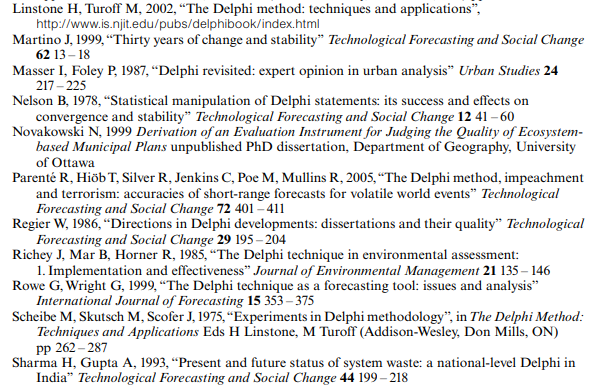 Linstone H, Turoff M, 2002, “The Delphi method: techniques and applications”,
http://www.is.njit.edu/pubs/delphibook/index.html
Martino J, 1999, “Thirty years of change and stability” Technological Forecasting and Social Change
62 13 – 18
Masser I, Foley P, 1987, “Delphi revisited: expert opinion in urban analysis” Urban Studies 24
217 – 225
Nelson B, 1978, “Statistical manipulation of Delphi statements: its success and effects on
convergence and stability” Technological Forecasting and Social Change 12 41 – 60
Novakowski N, 1999 Derivation of an Evaluation Instrument for Judging the Quality of Ecosystem-
based Municipal Plans unpublished PhD dissertation, Department of Geography, University
of Ottawa
Parenté R, Hiöb T, Silver R, Jenkins C, Poe M, Mullins R, 2005, “The Delphi method, impeachment
and terrorism: accuracies of short-range forecasts for volatile world events” Technological
Forecasting and Social Change 72 401 – 411
Regier W, 1986, “Directions in Delphi developments: dissertations and their quality” Technological
Forecasting and Social Change 29 195 – 204
Richey J, Mar B, Horner R, 1985, “The Delphi technique in environmental assessment:
1. Implementation and effectiveness” Journal of Environmental Management 21 135 – 146
Rowe G, Wright G, 1999, “The Delphi technique as a forecasting tool: issues and analysis”
International Journal of Forecasting 15 353 – 375
Scheibe M, Skutsch M, Scofer J, 1975, “Experiments in Delphi methodology”, in The Delphi Method:
Techniques and Applications Eds H Linstone, M Turoff (Addison-Wesley, Don Mills, ON)
pp 262 – 287
Sharma H, Gupta A, 1993, “Present and future status of system waste: a national-level Delphi in
India” Technological Forecasting and Social Change 44 199 – 218